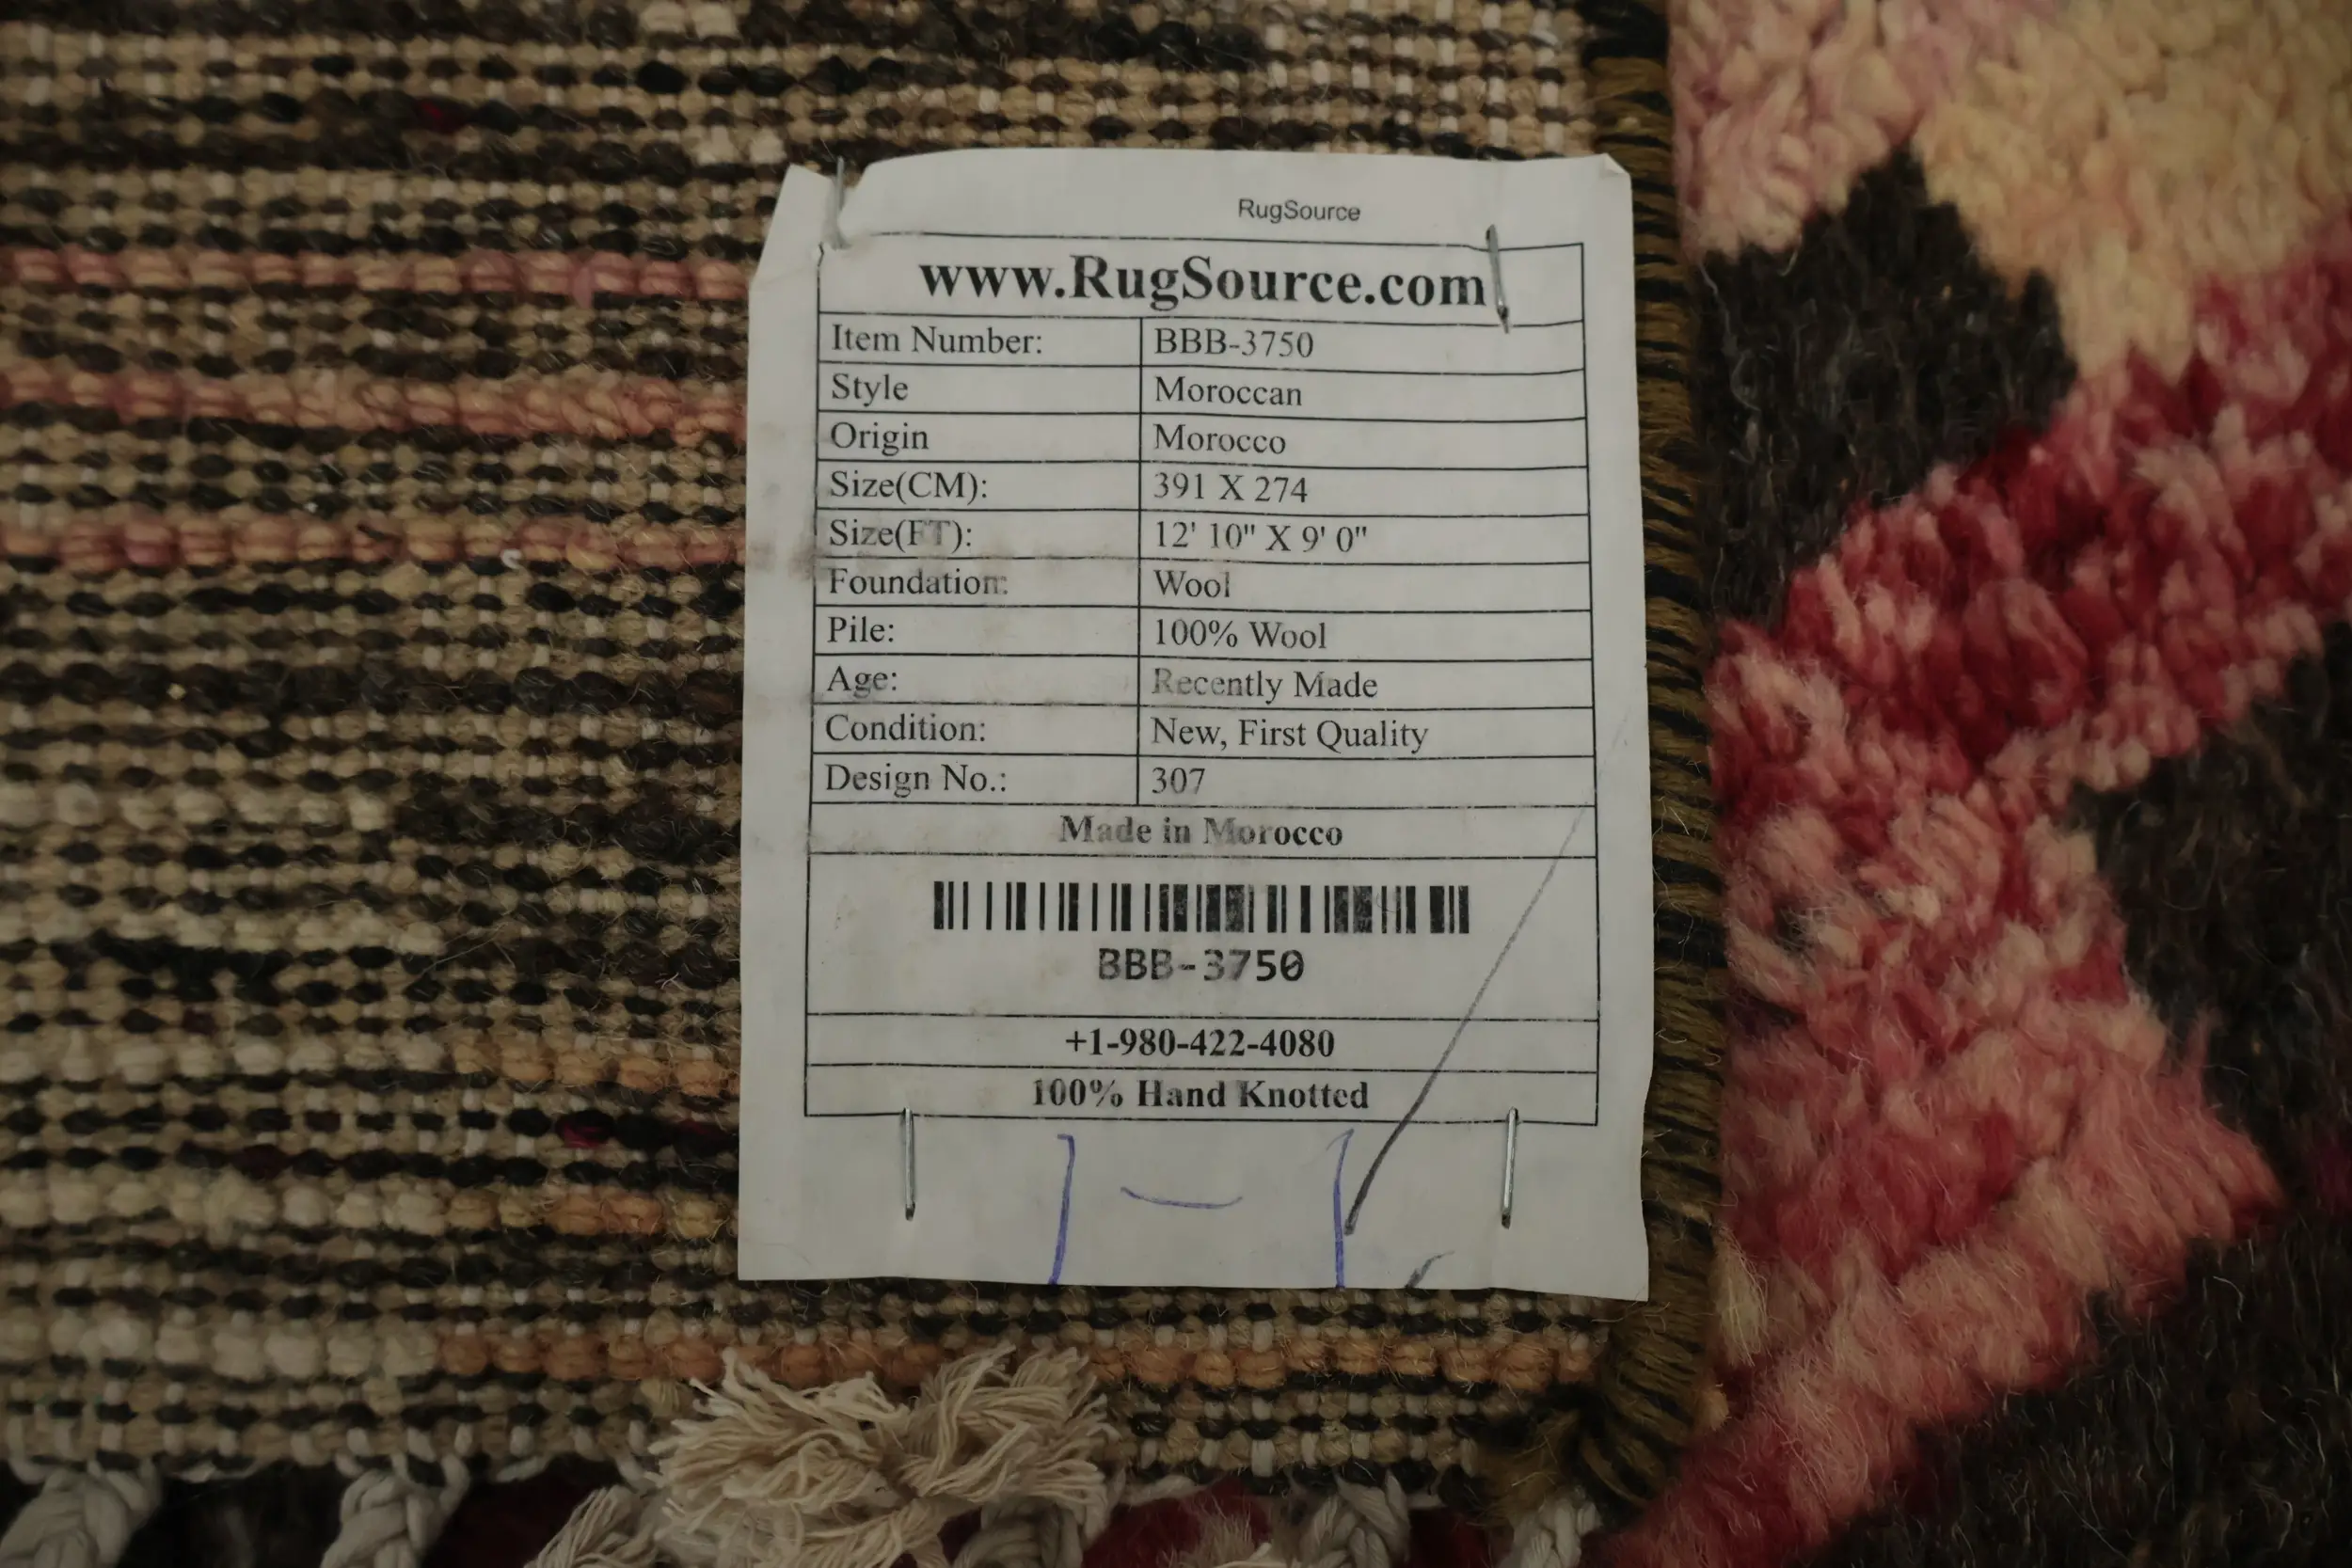 RugSource
www.RugSource.com
Item Number: BBB-3750
Style Moroccan
Origin Morocco
Size(CM): 391 X 274
Size(FT): 12' 10" X 9' 0"
Foundation: Wool
Pile: 100% Wool
Age: Recently Made
Condition: New, First Quality
Design No.: 307
Made in Morocco
BBB-3750
+1-980-422-4080
100% Hand Knotted